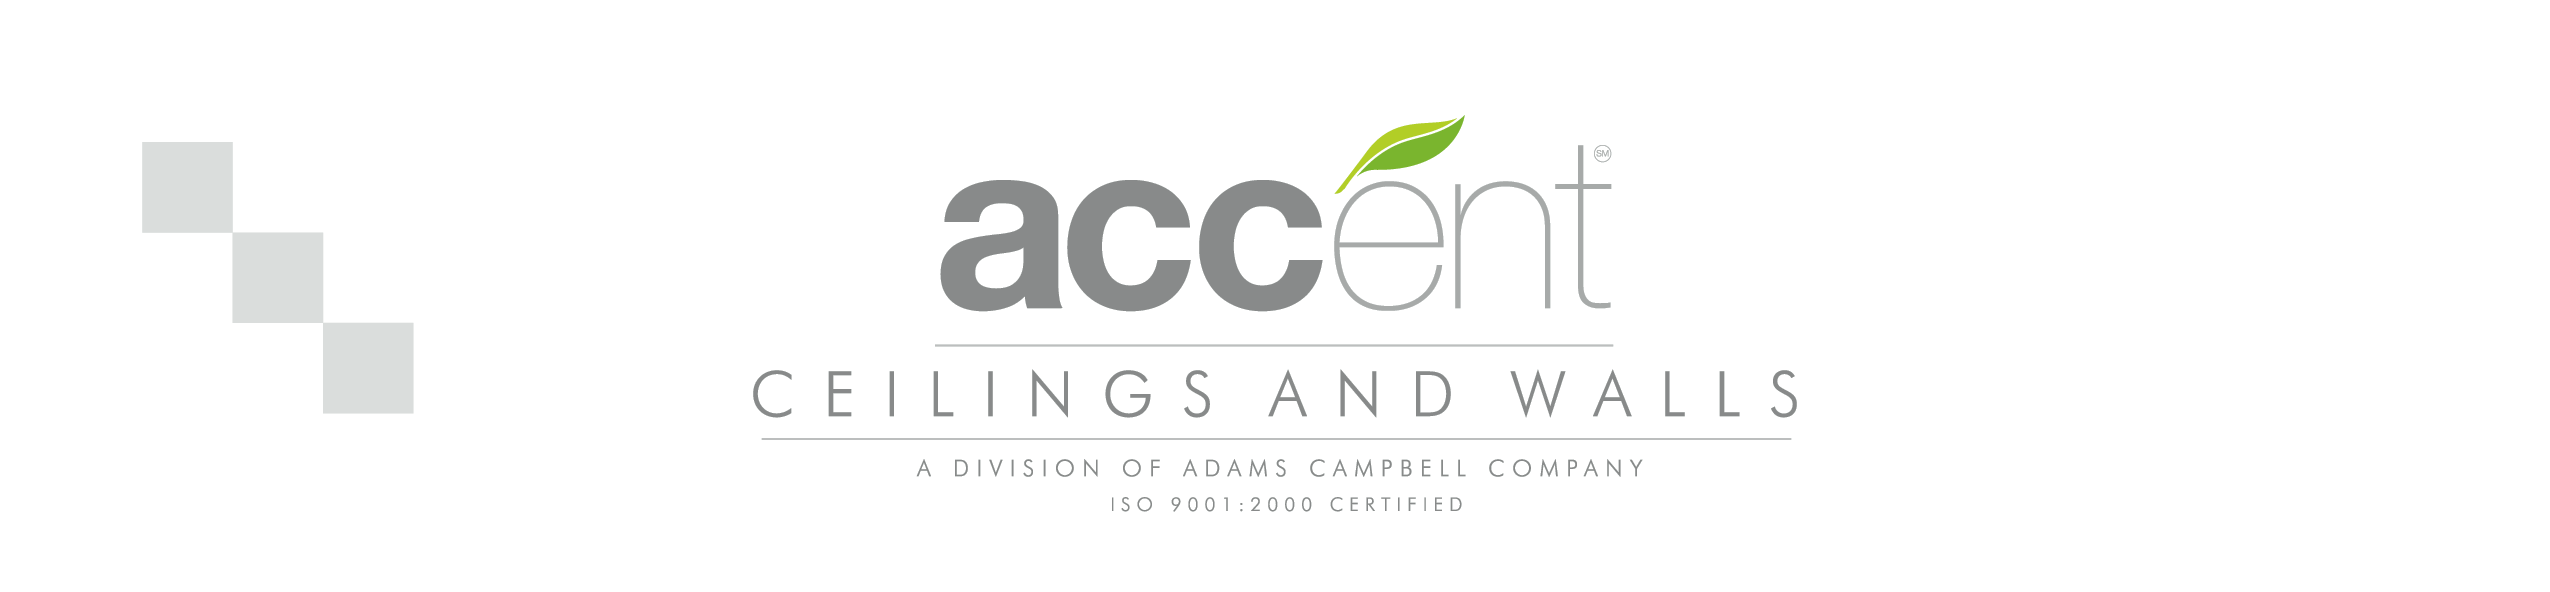 accent ℠
CEILINGS AND WALLS
A DIVISION OF ADAMS CAMPBELL COMPANY
ISO 9001:2000 CERTIFIED